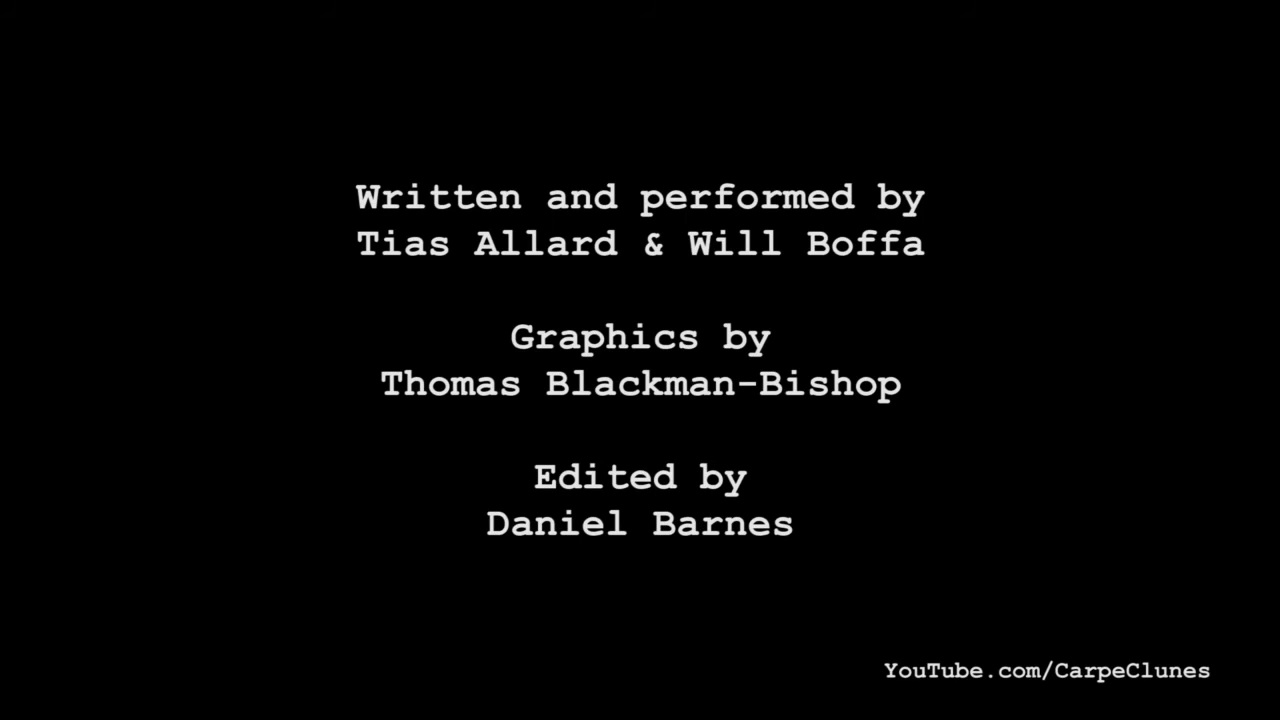 Written and performed by
Tias Allard & Will Boffa
Graphics by
Thomas Blackman-Bishop
Edited by
Daniel Barnes
YouTube.com/CarpeClunes